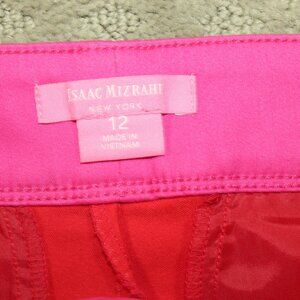 ISAAC MIZRAHI
NEW YORK
12
MADE IN
VIETNAM